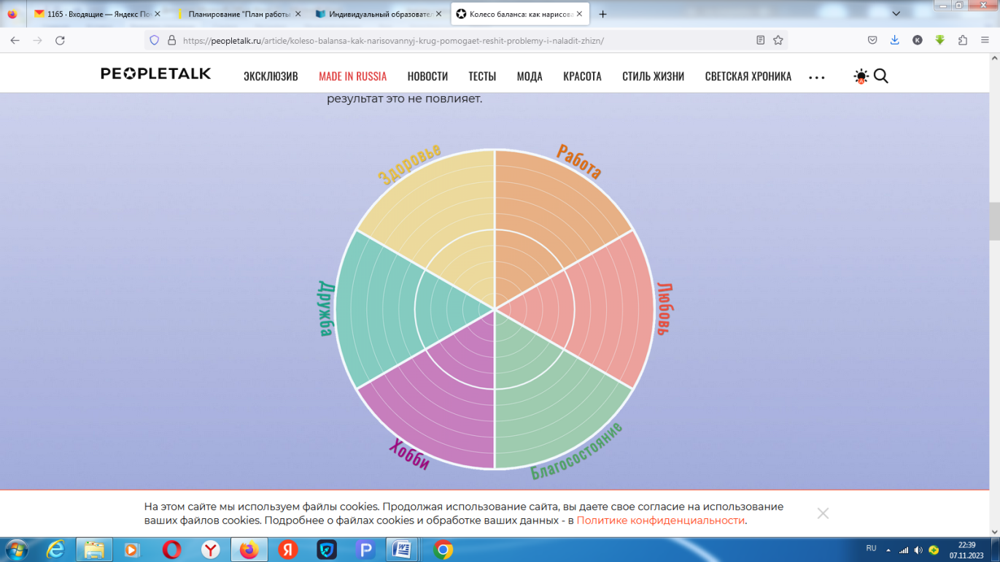 1165 · Входящие — Яндекс По
Планирование "План работы
Индивидуальный образовател
Колесо баланса: как нарисова
https://peopletalk.ru/article/koleso-balansa-kak-narisovannyj-krug-pomogaet-reshit-problemy-i-naladit-zhizn/
PEOPLETALK
ЭКСКЛЮЗИВ
MADE IN RUSSIA
НОВОСТИ
ТЕСТЫ
МОДА
КРАСОТА
СТИЛЬ ЖИЗНИ
СВЕТСКАЯ ХРОНИКА
результат это не повлияет.
Здоровье
Работа
Дружба
Любовь
Хобби
Благосостояние
На этом сайте мы используем файлы cookies. Продолжая использование сайта, вы даете свое согласие на использование
ваших файлов cookies. Подробнее о файлах cookies и обработке ваших данных - в Политике конфиденциальности.
RU
22:39
07.11.2023